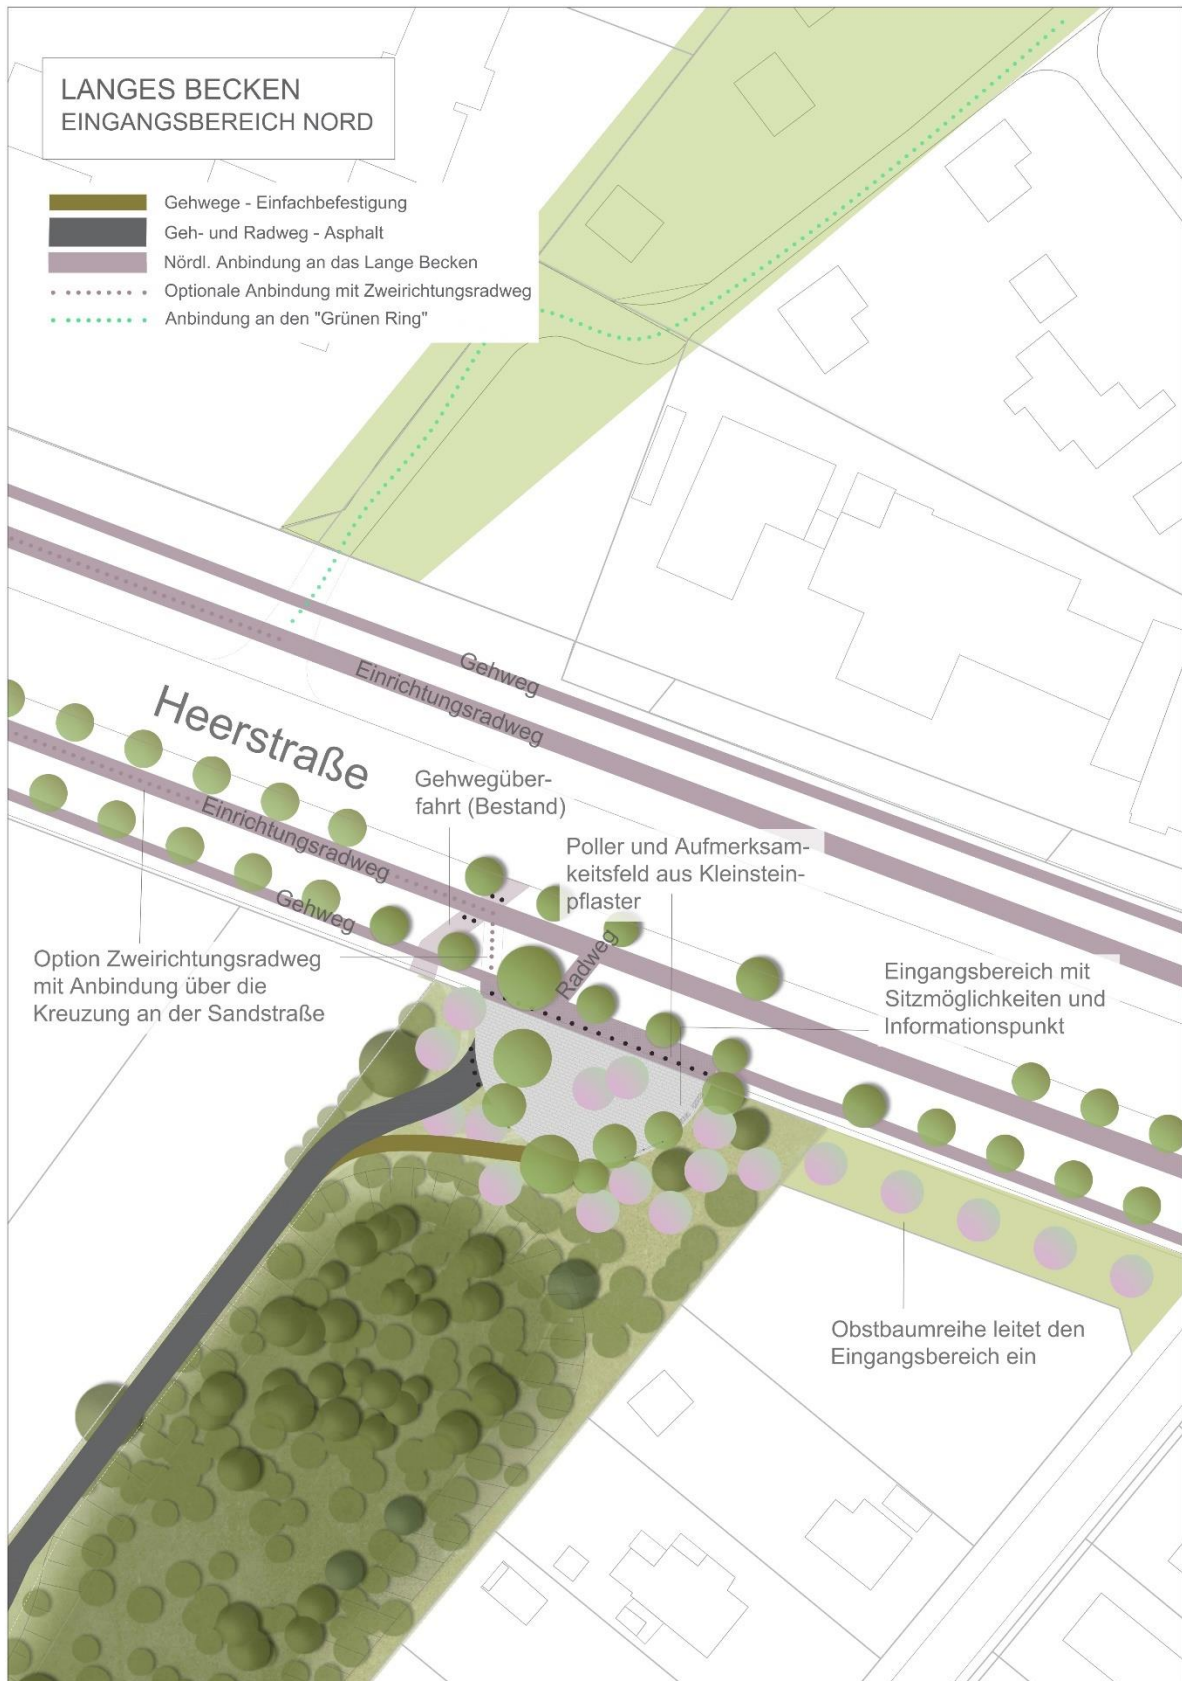 LANGES BECKEN
EINGANGSBEREICH NORD
Gehwege - Einfachbefestigung
Geh- und Radweg - Asphalt
Nördl. Anbindung an das Lange Becken
Optionale Anbindung mit Zweirichtungsradweg
Anbindung an den "Grünen Ring"
Gehweg
Einrichtungsradweg
Heerstraße
Gehwegüber-
fahrt (Bestand)
Einrichtungsradweg
Poller und Aufmerksam-
keitsfeld aus Kleinstein-
pflaster
Gehweg
Radweg
Option Zweirichtungsradweg
mit Anbindung über die
Kreuzung an der Sandstraße
Eingangsbereich mit
Sitzmöglichkeiten und
Informationspunkt
Obstbaumreihe leitet den
Eingangsbereich ein